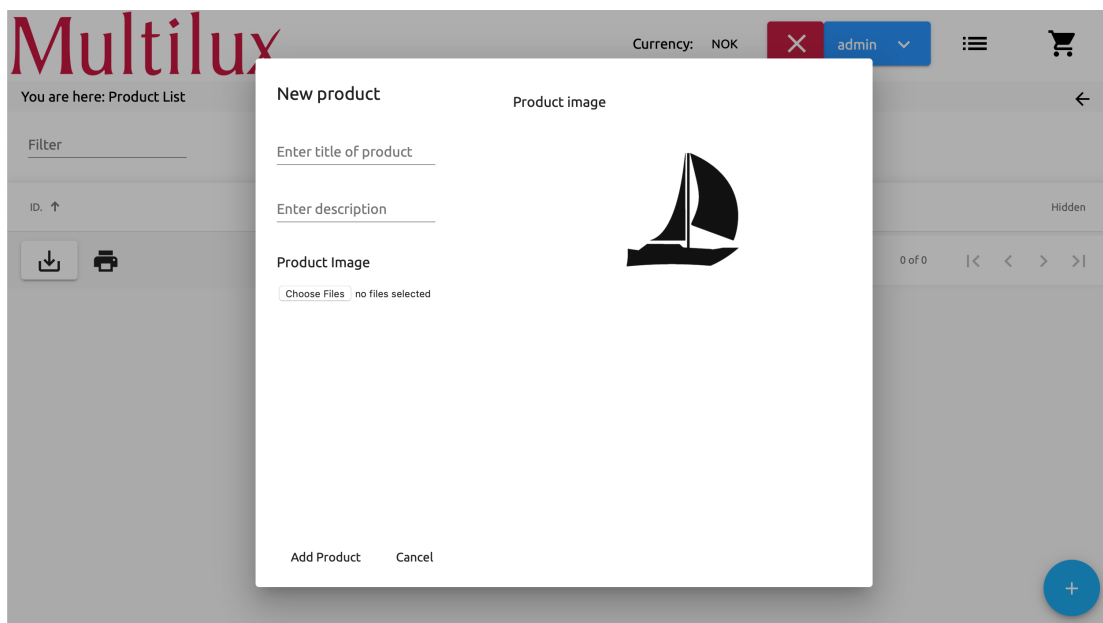 Multilux
Currency: NOK
admin
You are here: Product List
Filter
ID.
Hidden
0 of 0
New product
Product image
Enter title of product
Enter description
Product Image
Choose Files no files selected
Add Product Cancel